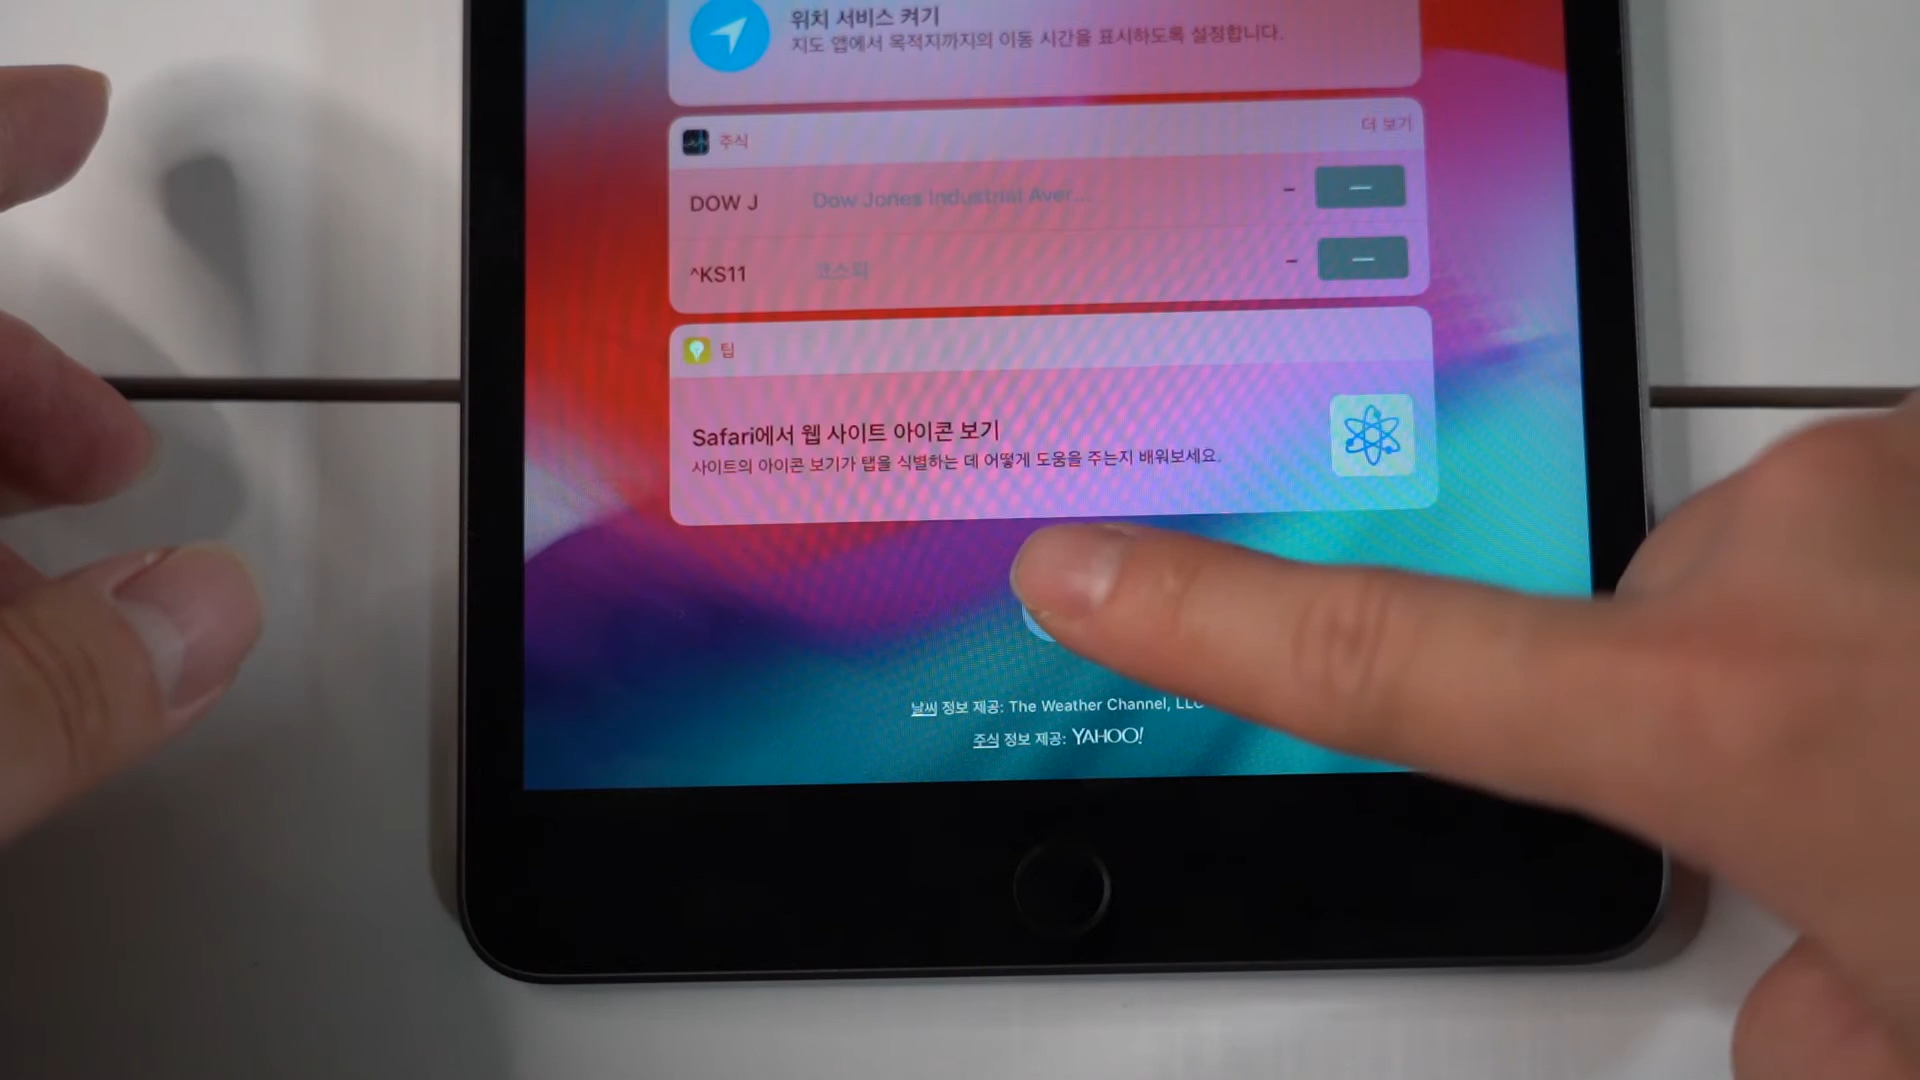 위치 서비스 켜기
지도 앱에서 목적지까지의 이동 시간을 표시하도록 설정합니다.
주식
더 보기
DOW J
Dow Jones Industrial Aver...
-
—
^KS11
코스피
-
—
팁
Safari에서 웹 사이트 아이콘 보기
사이트의 아이콘 보기가 탭을 식별하는 데 어떻게 도움을 주는지 배워보세요.
날씨 정보 제공: The Weather Channel, LLC
주식 정보 제공: YAHOO!